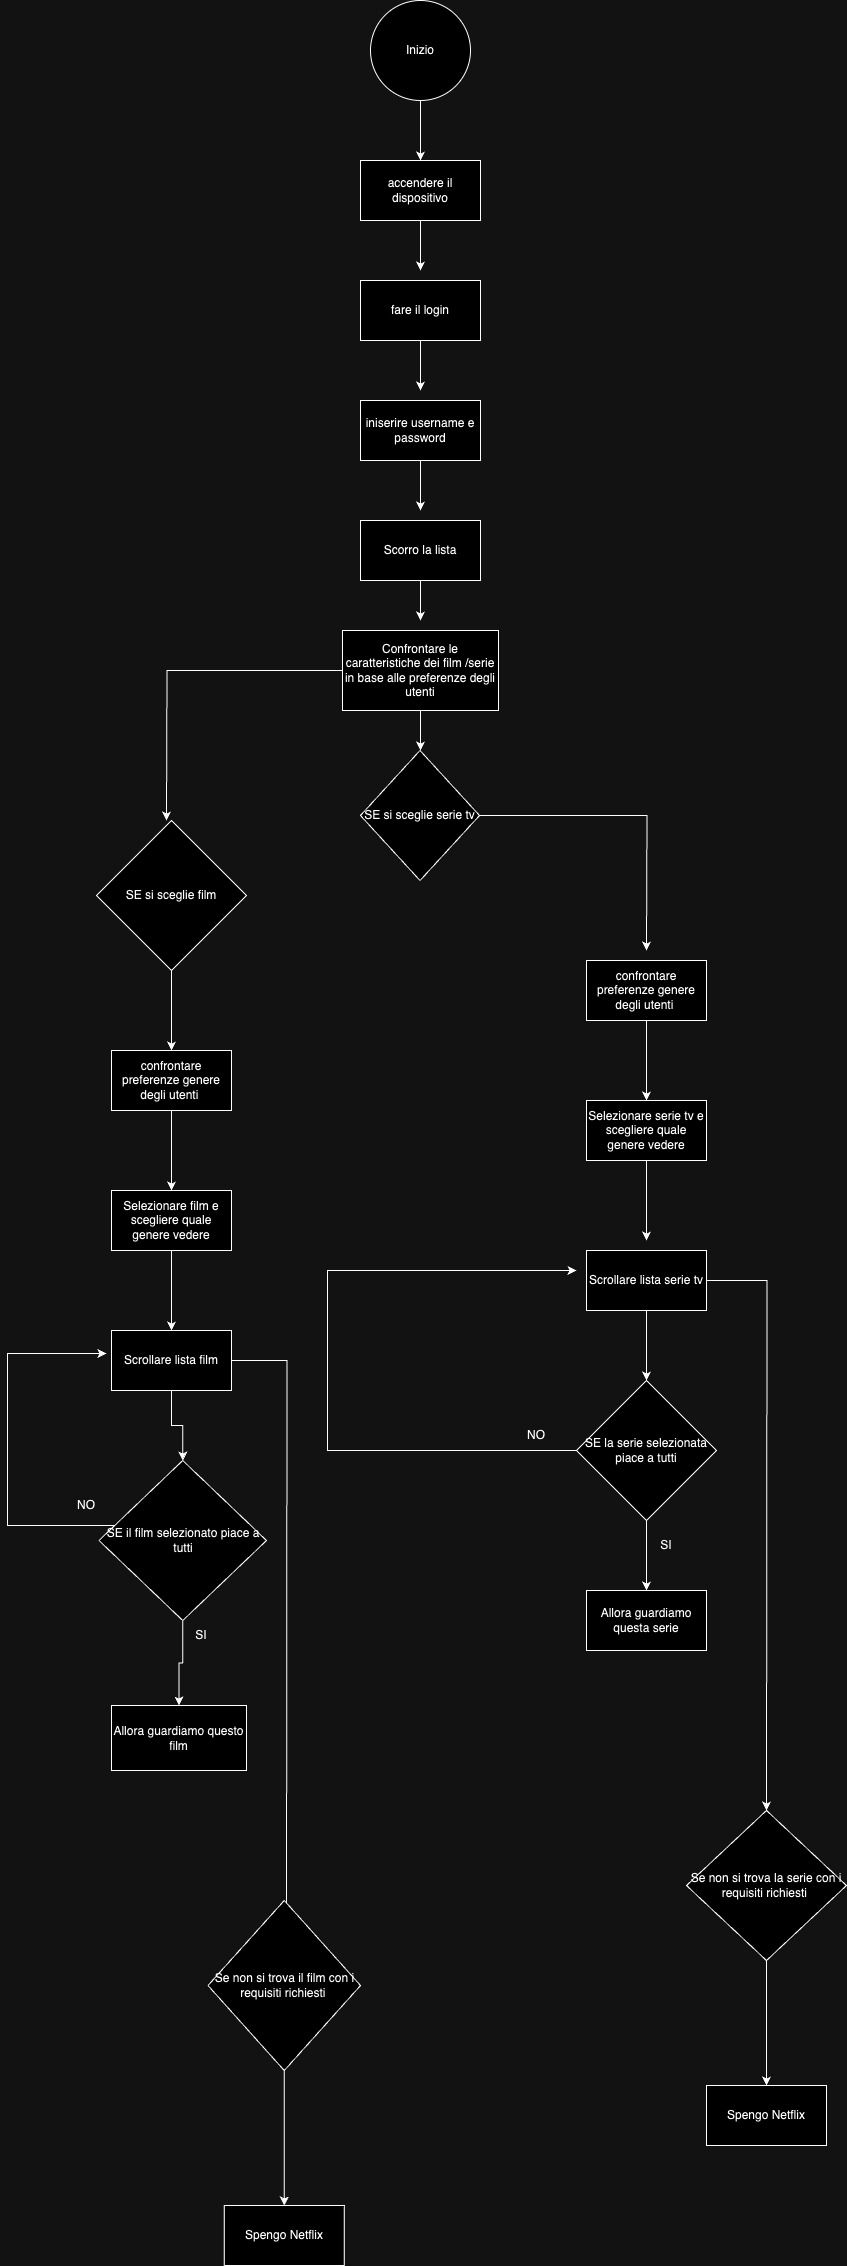 Inizio
accendere il
dispositivo
fare il login
iniserire username e
password
Scorro la lista
Confrontare le
caratteristiche dei film /serie
in base alle preferenze degli
utenti
SE si sceglie serie tv
SE si sceglie film
confrontare
preferenze genere
degli utenti
confrontare
preferenze genere
degli utenti
Selezionare serie tv e
scegliere quale
genere vedere
Selezionare film e
scegliere quale
genere vedere
Scrollare lista serie tv
Scrollare lista film
NO
SE la serie selezionata
piace a tutti
NO
SE il film selezionato piace a
tutti
SI
Allora guardiamo
questa serie
SI
Allora guardiamo questo
film
Se non si trova la serie con i
requisiti richiesti
Se non si trova il film con i
requisiti richiesti
Spengo Netflix
Spengo Netflix